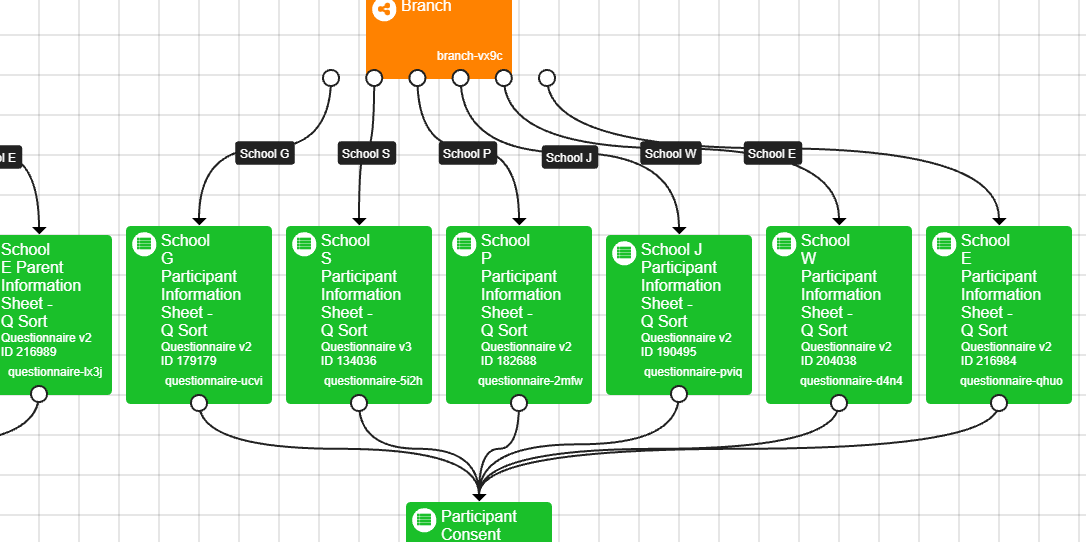 Branch
branch-vx9c
ol E
School G
School S
School P
School J
School W
School E
School
E Parent
Information
Sheet -
Q Sort
Questionnaire v2
ID 216989
questionnaire-lx3j
School
G
Participant
Information
Sheet -
Q Sort
Questionnaire v2
ID 179179
questionnaire-ucvi
School
S
Participant
Information
Sheet -
Q Sort
Questionnaire v3
ID 134036
questionnaire-5i2h
School
P
Participant
Information
Sheet -
Q Sort
Questionnaire v2
ID 182688
questionnaire-2mfw
School J
Participant
Information
Sheet -
Q Sort
Questionnaire v2
ID 190495
questionnaire-pviq
School
W
Participant
Information
Sheet -
Q Sort
Questionnaire v2
ID 204038
questionnaire-d4n4
School
E
Participant
Information
Sheet -
Q Sort
Questionnaire v2
ID 216984
questionnaire-qhuo
Participant
Consent